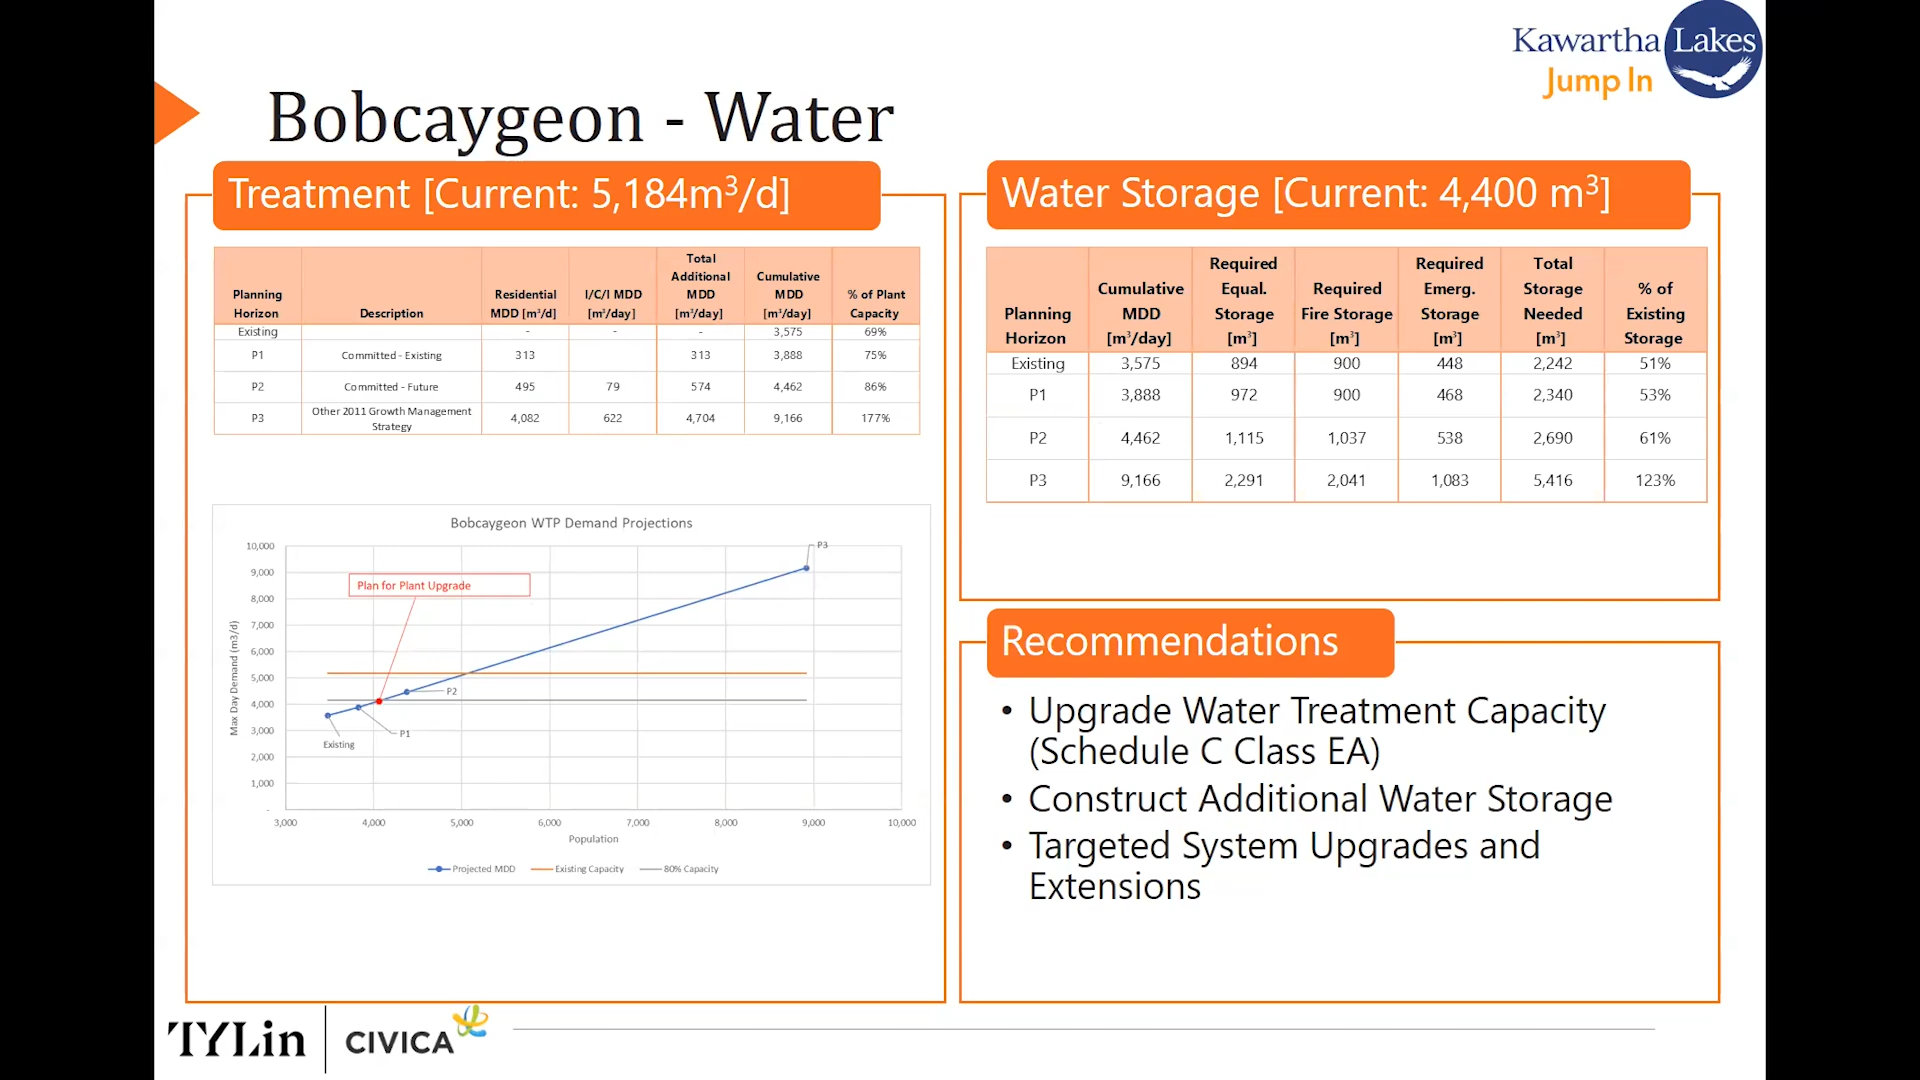 Kawartha Lakes
Jump In
Bobcaygeon - Water
Treatment [Current: 5,184m³/d]
Planning Horizon | Description | Residential MDD [m³/d] | I/C/I MDD [m³/day] | Total Additional MDD [m³/day] | Cumulative MDD [m³/day] | % of Plant Capacity
Existing | | - | - | - | 3,575 | 69%
P1 | Committed - Existing | 313 | | 313 | 3,888 | 75%
P2 | Committed - Future | 495 | 79 | 574 | 4,462 | 86%
P3 | Other 2011 Growth Management Strategy | 4,082 | 622 | 4,704 | 9,166 | 177%
Bobcaygeon WTP Demand Projections
Max Day Demand (m3/d)
10,000
9,000
8,000
7,000
6,000
5,000
4,000
3,000
2,000
1,000
-
Plan for Plant Upgrade
P3
P2
P1
Existing
3,000 4,000 5,000 6,000 7,000 8,000 9,000 10,000
Population
Projected MDD Existing Capacity 80% Capacity
Water Storage [Current: 4,400 m³]
Planning Horizon | Cumulative MDD [m³/day] | Required Equal. Storage [m³] | Required Fire Storage [m³] | Required Emerg. Storage [m³] | Total Storage Needed [m³] | % of Existing Storage
Existing | 3,575 | 894 | 900 | 448 | 2,242 | 51%
P1 | 3,888 | 972 | 900 | 468 | 2,340 | 53%
P2 | 4,462 | 1,115 | 1,037 | 538 | 2,690 | 61%
P3 | 9,166 | 2,291 | 2,041 | 1,083 | 5,416 | 123%
Recommendations
• Upgrade Water Treatment Capacity
(Schedule C Class EA)
• Construct Additional Water Storage
• Targeted System Upgrades and
Extensions
TYLin
CIVICA